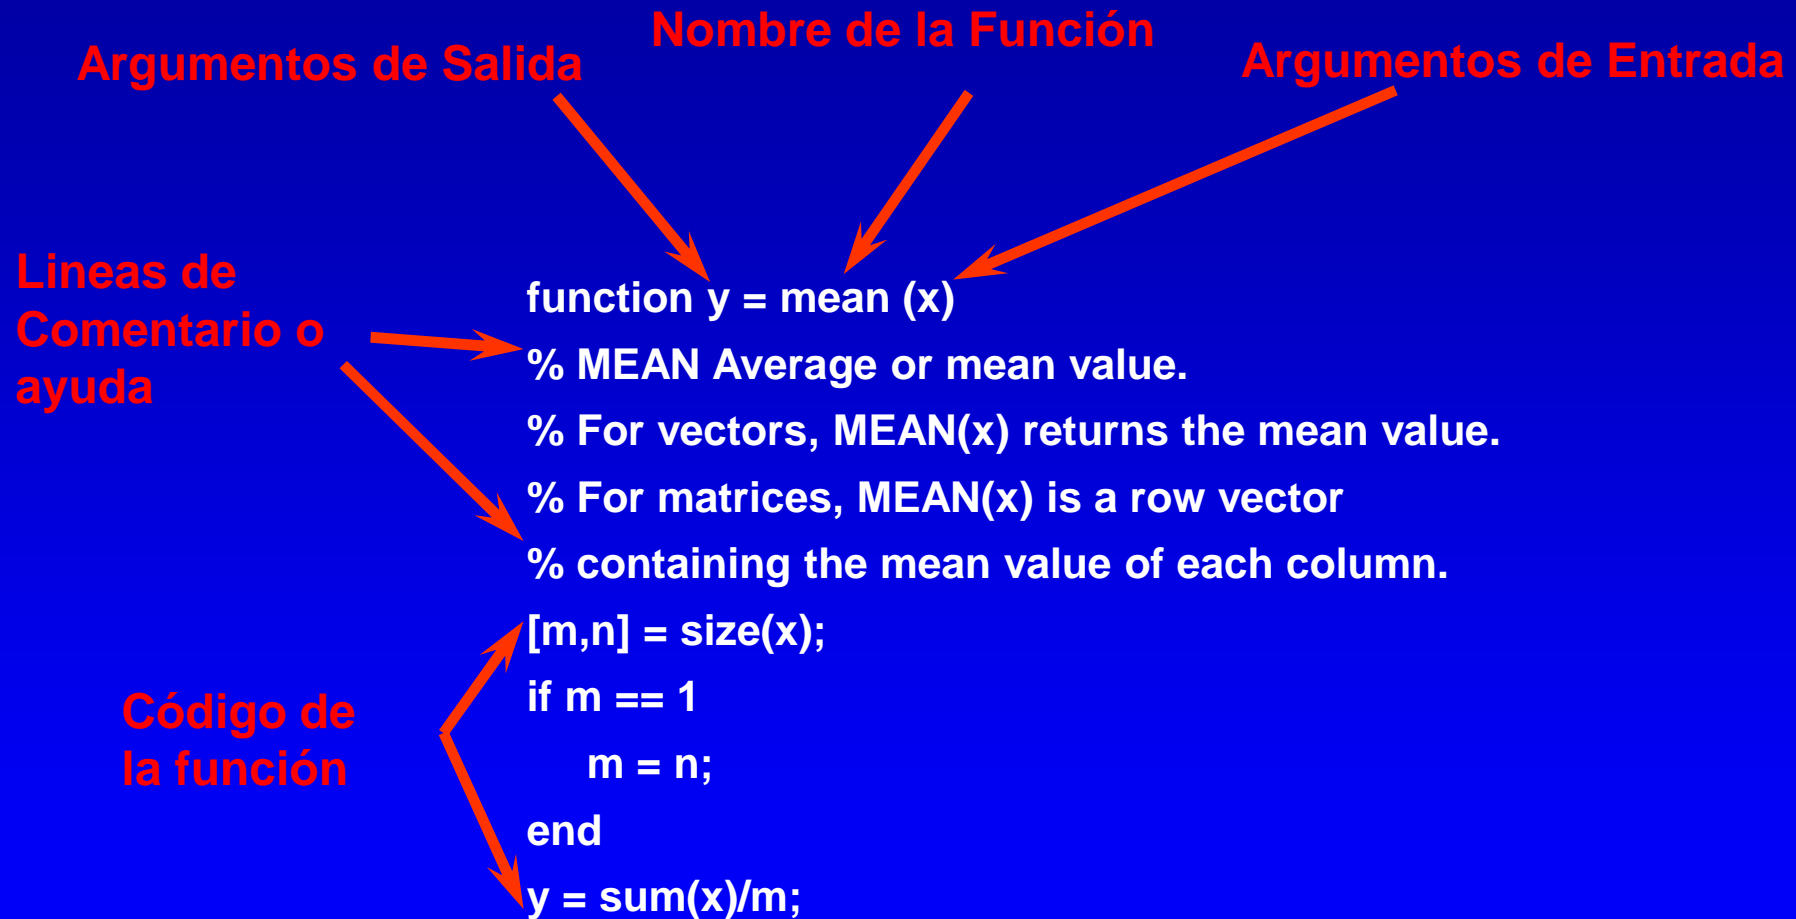 Nombre de la Función
Argumentos de Salida
Argumentos de Entrada
Lineas de
Comentario o
ayuda
function y = mean (x)
% MEAN Average or mean value.
% For vectors, MEAN(x) returns the mean value.
% For matrices, MEAN(x) is a row vector
% containing the mean value of each column.
[m,n] = size(x);
if m == 1
m = n;
end
y = sum(x)/m;
Código de
la función